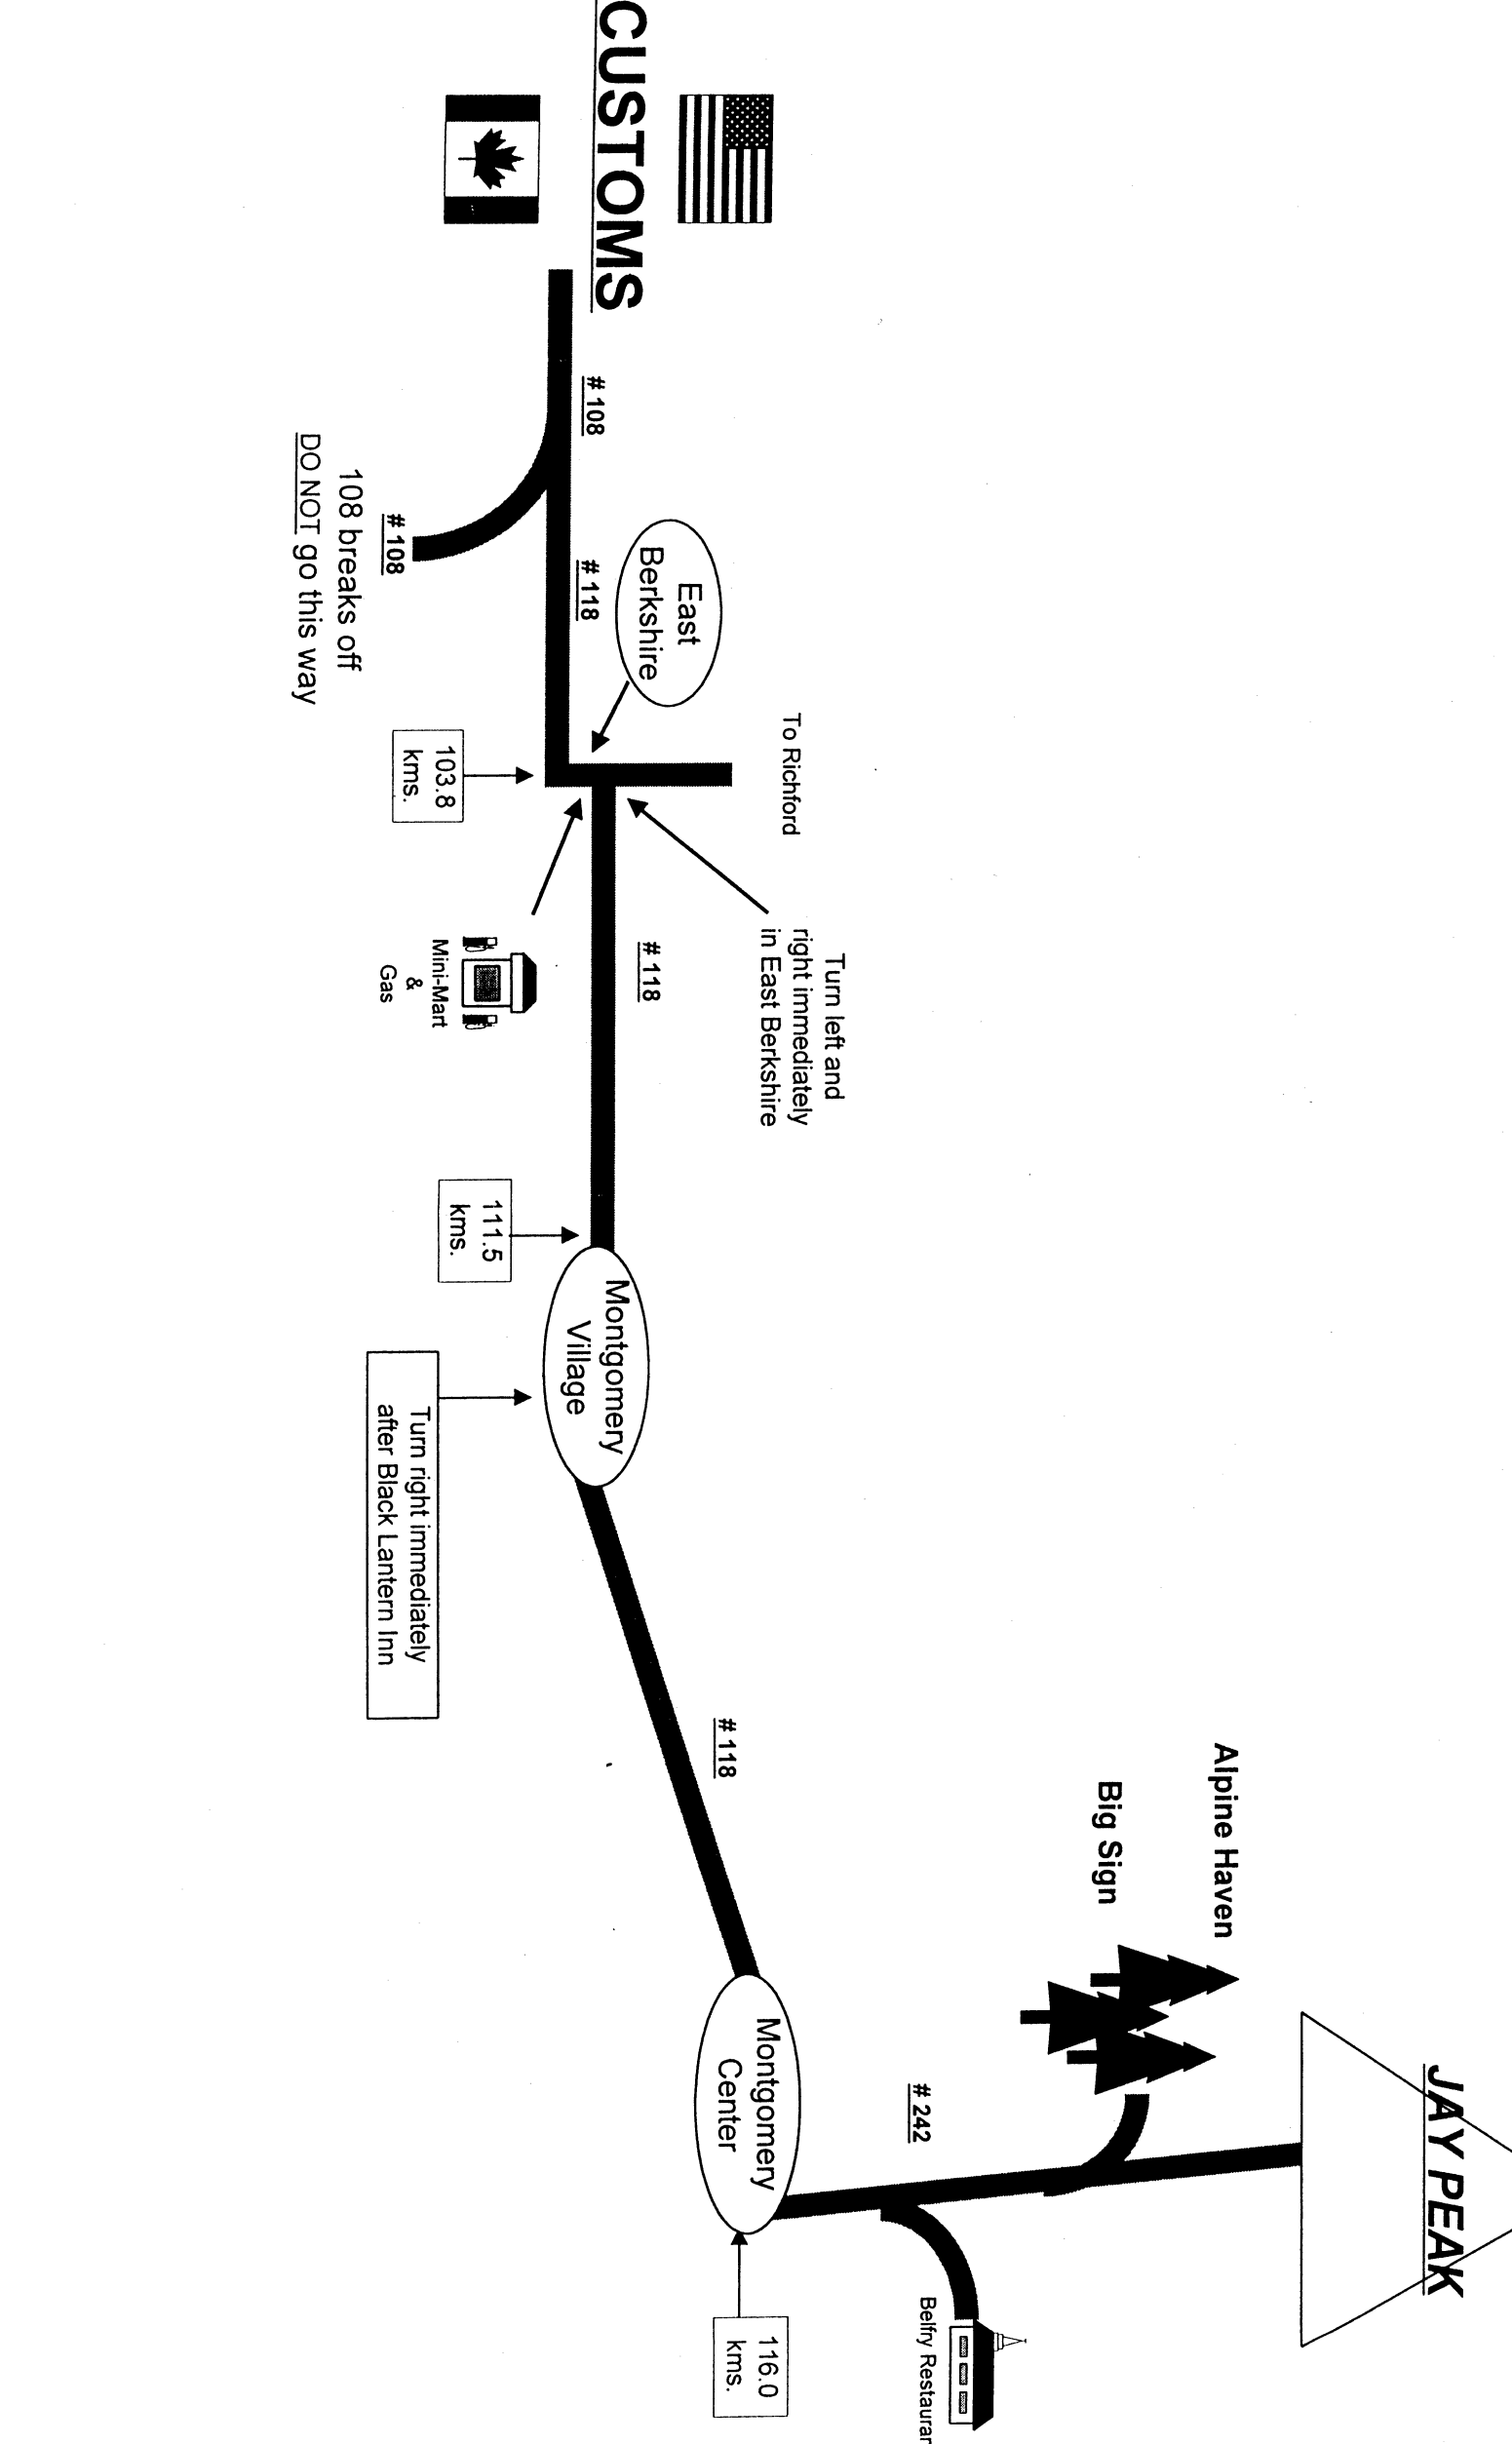 CUSTOMS
# 108
# 108
108 breaks off
DO NOT go this way
# 118
East
Berkshire
To Richford
103.8
kms.
Turn left and
right immediately
in East Berkshire
Mini-Mart
&
Gas
# 118
111.5
kms.
Montgomery
Village
Turn right immediately
after Black Lantern Inn
# 118
Montgomery
Center
116.0
kms.
# 242
Alpine Haven
Big Sign
Belfry Restauran
JAY PEAK